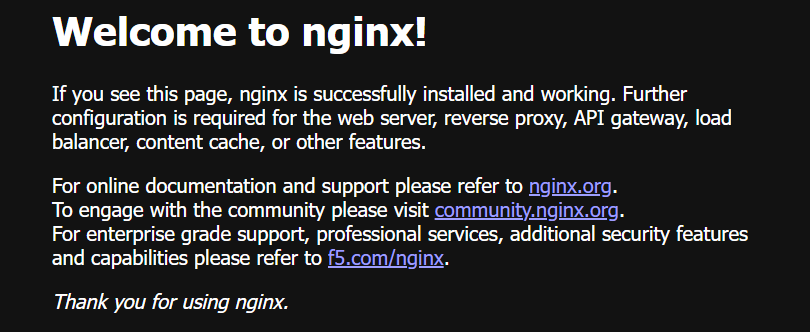 Welcome to nginx!
If you see this page, nginx is successfully installed and working. Further
configuration is required for the web server, reverse proxy, API gateway, load
balancer, content cache, or other features.
For online documentation and support please refer to nginx.org.
To engage with the community please visit community.nginx.org.
For enterprise grade support, professional services, additional security features
and capabilities please refer to f5.com/nginx.
Thank you for using nginx.